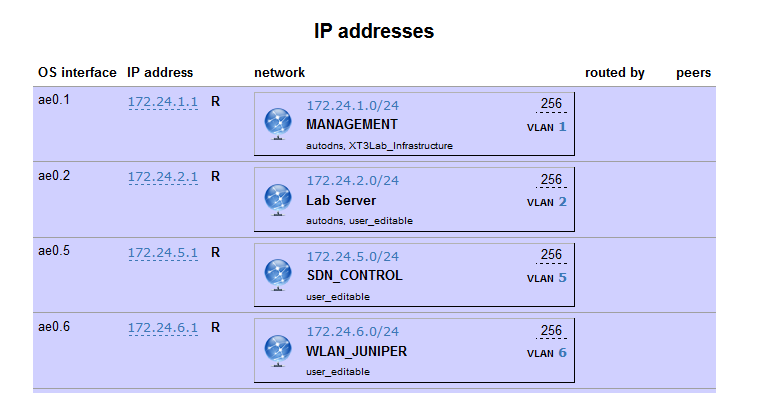 IP addresses
OS interface IP address network routed by peers
ae0.1 172.24.1.1 R 172.24.1.0/24 256
MANAGEMENT VLAN 1
autodns, XT3Lab_Infrastructure
ae0.2 172.24.2.1 R 172.24.2.0/24 256
Lab Server VLAN 2
autodns, user_editable
ae0.5 172.24.5.1 R 172.24.5.0/24 256
SDN_CONTROL VLAN 5
user_editable
ae0.6 172.24.6.1 R 172.24.6.0/24 256
WLAN_JUNIPER VLAN 6
user_editable